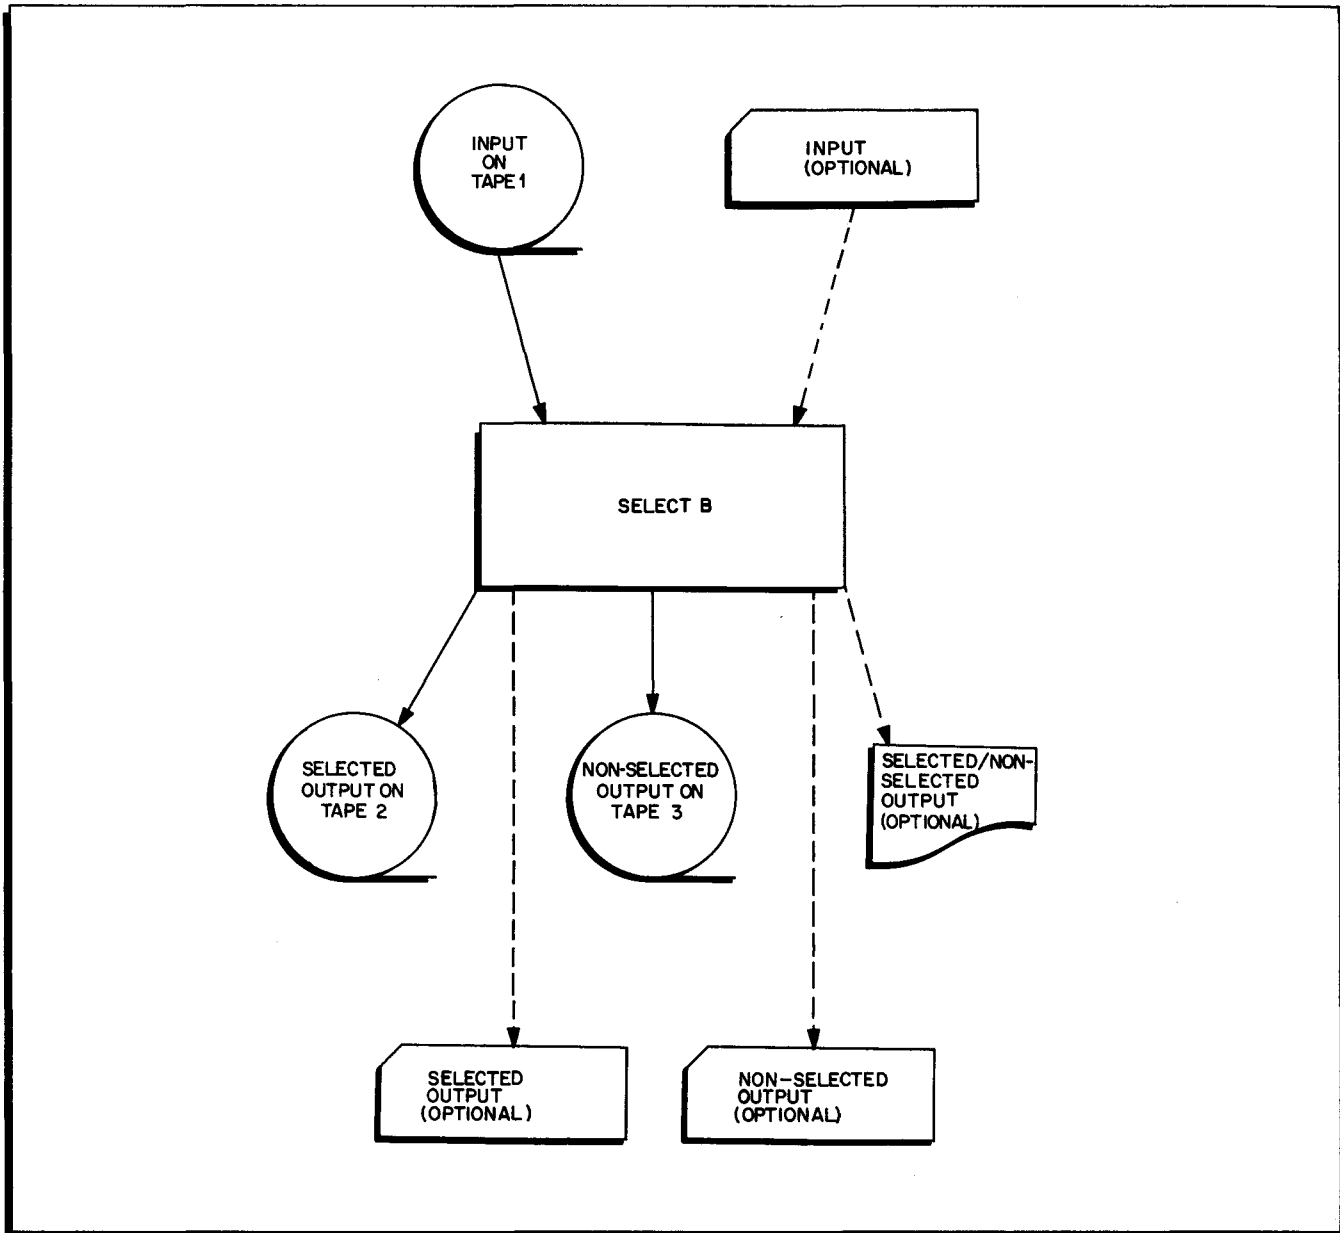 INPUT
ON
TAPE 1
INPUT
(OPTIONAL)
SELECT B
SELECTED
OUTPUT ON
TAPE 2
NON-SELECTED
OUTPUT ON
TAPE 3
SELECTED/NON-
SELECTED
OUTPUT
(OPTIONAL)
SELECTED
OUTPUT
(OPTIONAL)
NON-SELECTED
OUTPUT
(OPTIONAL)